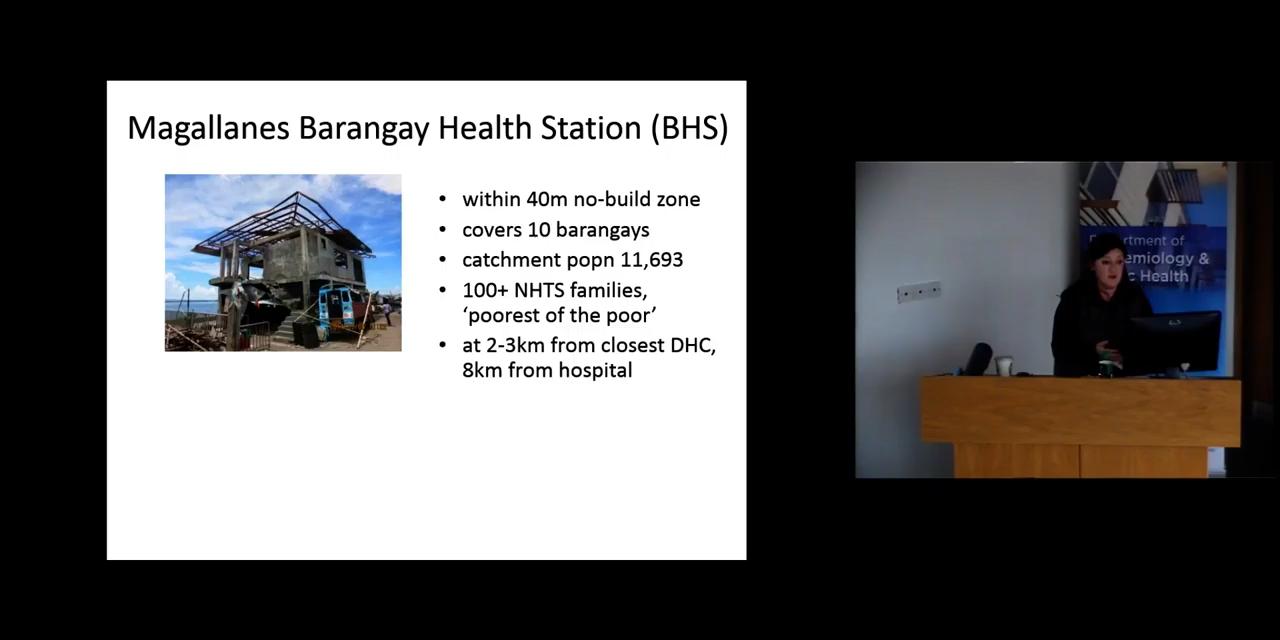 Magallanes Barangay Health Station (BHS)
• within 40m no-build zone
• covers 10 barangays
• catchment popn 11,693
• 100+ NHTS families,
‘poorest of the poor’
• at 2-3km from closest DHC,
8km from hospital
of
&
Health